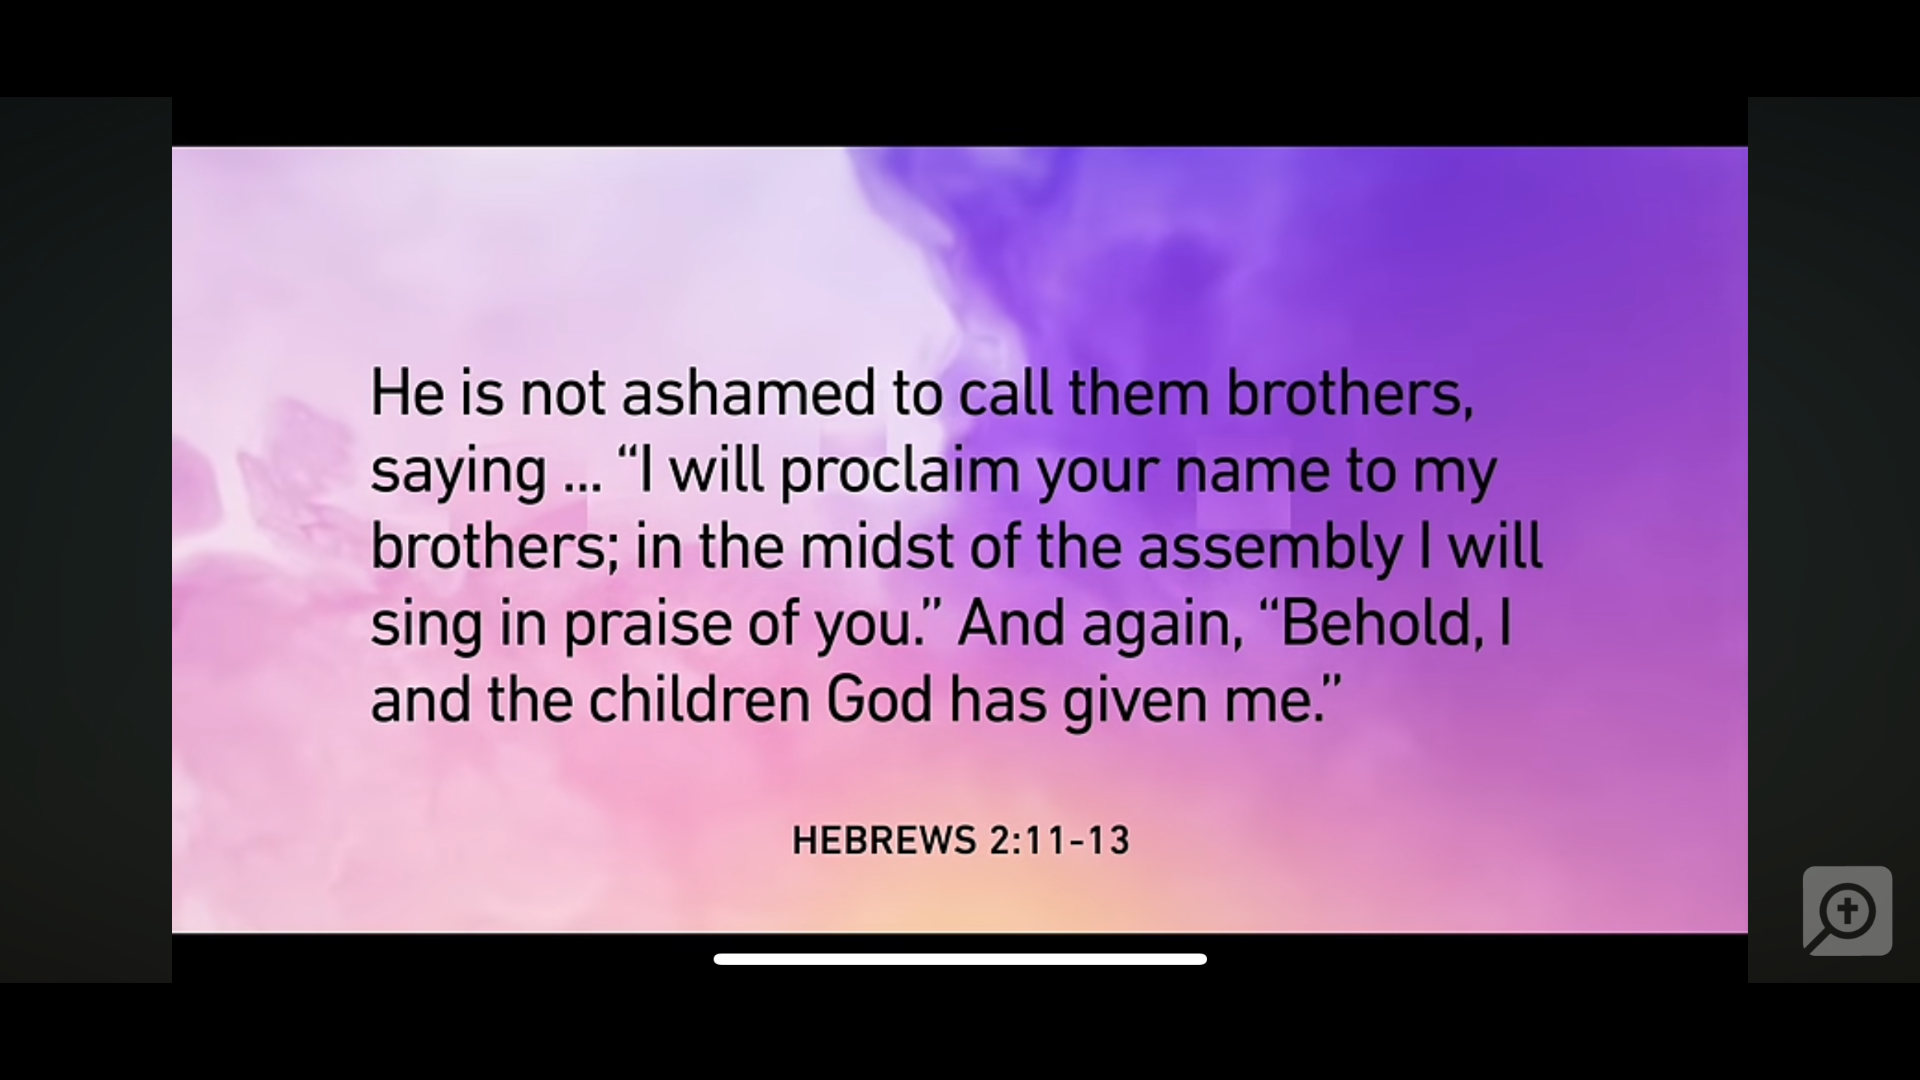 He is not ashamed to call them brothers,
saying ... “I will proclaim your name to my
brothers; in the midst of the assembly I will
sing in praise of you.” And again, “Behold, I
and the children God has given me.”
HEBREWS 2:11-13